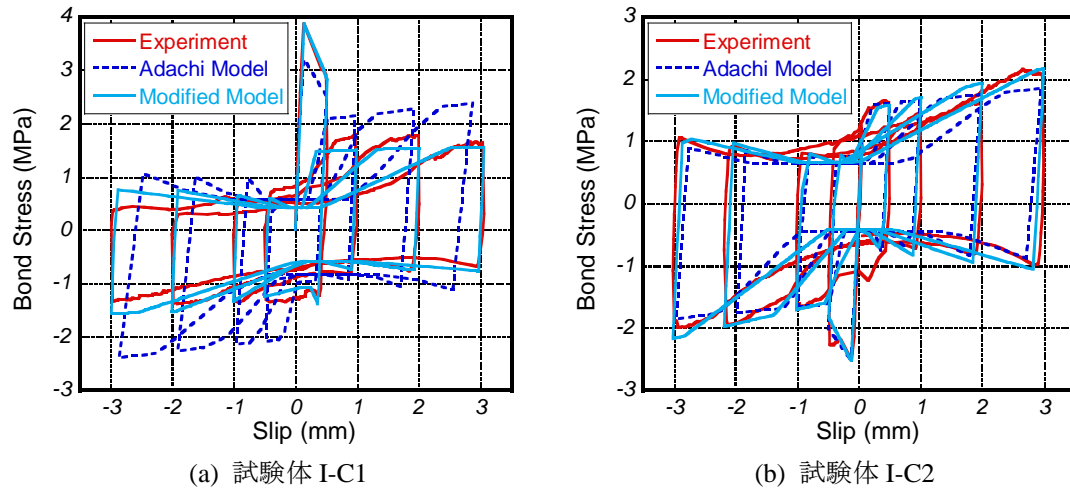 4
3
2
1
0
-1
-2
-3
Bond Stress (MPa)
Experiment
Adachi Model
Modified Model
-3 -2 -1 0 1 2 3
Slip (mm)
(a) 試験体 I-C1
3
2
1
0
-1
-2
-3
Bond Stress (MPa)
Experiment
Adachi Model
Modified Model
-3 -2 -1 0 1 2 3
Slip (mm)
(b) 試験体 I-C2